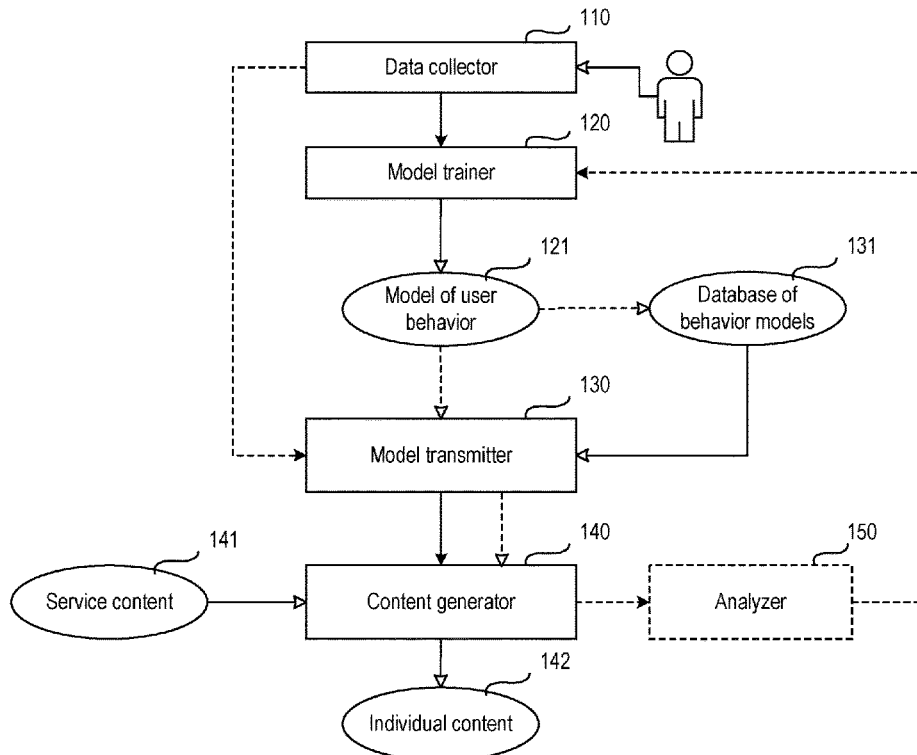 110
Data collector
120
Model trainer
121
131
Model of user
behavior
Database of
behavior models
130
Model transmitter
141
140
150
Service content
Content generator
Analyzer
142
Individual content